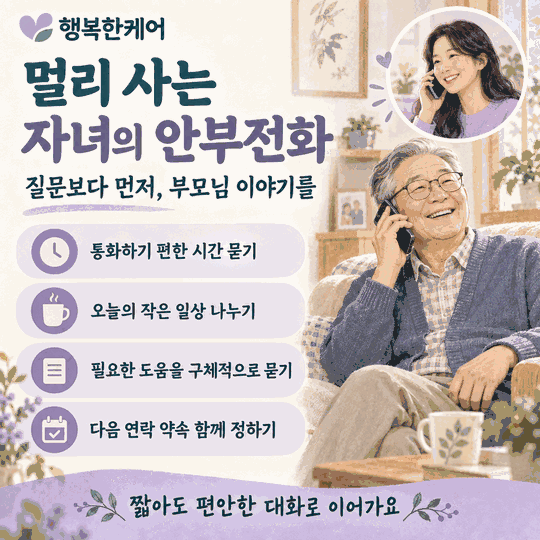 행복한케어
멀리 사는
자녀의 안부전화
질문보다 먼저, 부모님 이야기를
통화하기 편한 시간 묻기
오늘의 작은 일상 나누기
필요한 도움을 구체적으로 묻기
다음 연락 약속 함께 정하기
짧아도 편안한 대화로 이어가요